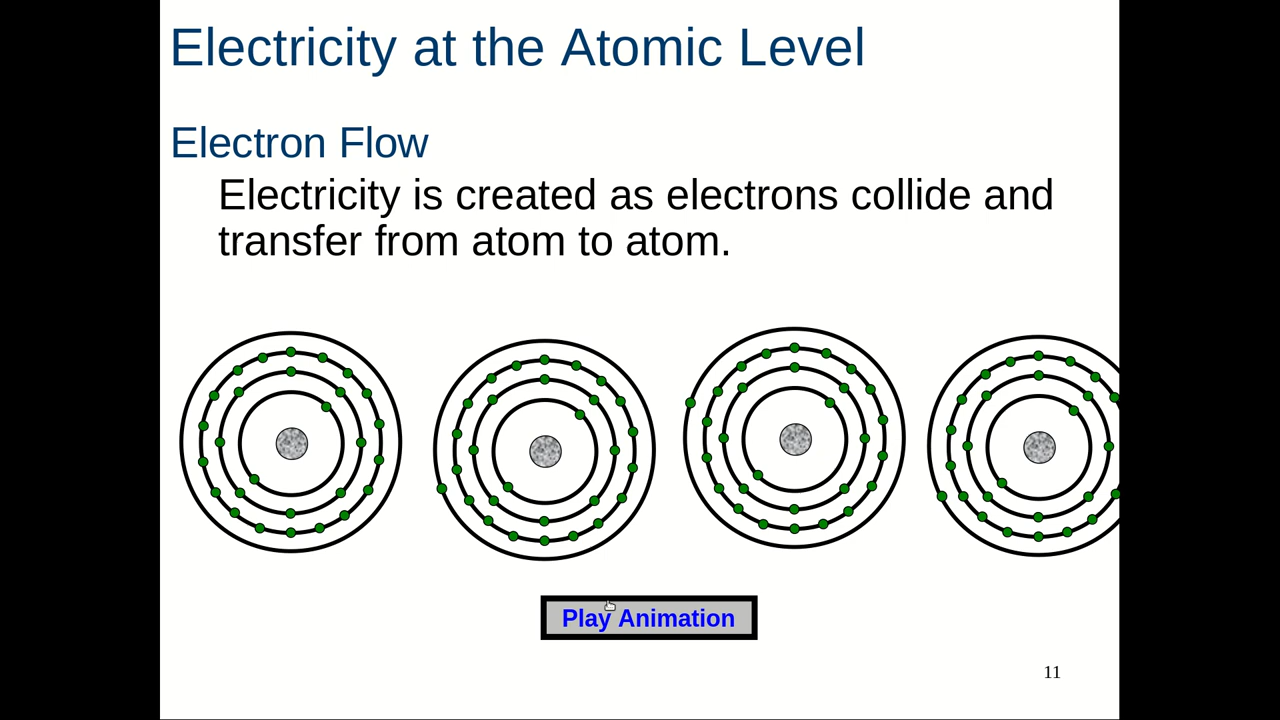 Electricity at the Atomic Level
Electron Flow
Electricity is created as electrons collide and
transfer from atom to atom.
Play Animation
11